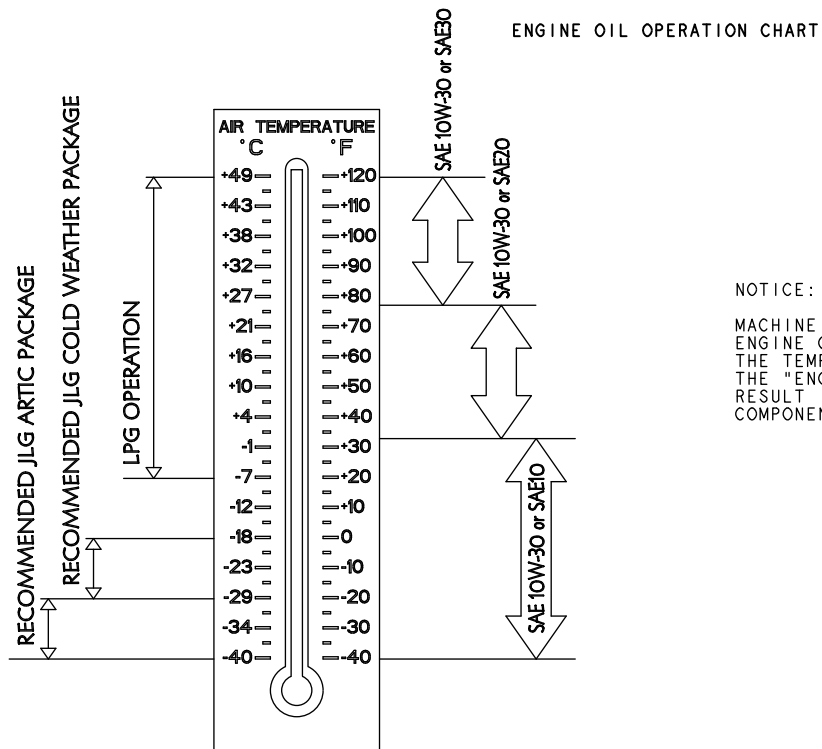 ENGINE OIL OPERATION CHART
AIR TEMPERATURE
°C °F
+49 +120
+43 +110
+38 +100
+32 +90
+27 +80
+21 +70
+16 +60
+10 +50
+4 +40
-1 +30
-7 +20
-12 +10
-18 0
-23 -10
-29 -20
-34 -30
-40 -40
RECOMMENDED JLG ARTIC PACKAGE
RECOMMENDED JLG COLD WEATHER PACKAGE
LPG OPERATION
SAE 10W-30 or SAE30
SAE 10W-30 or SAE20
SAE 10W-30 or SAE10
NOTICE:
MACHINE
ENGINE
THE
THE "ENG
RESULT
COMPONEN